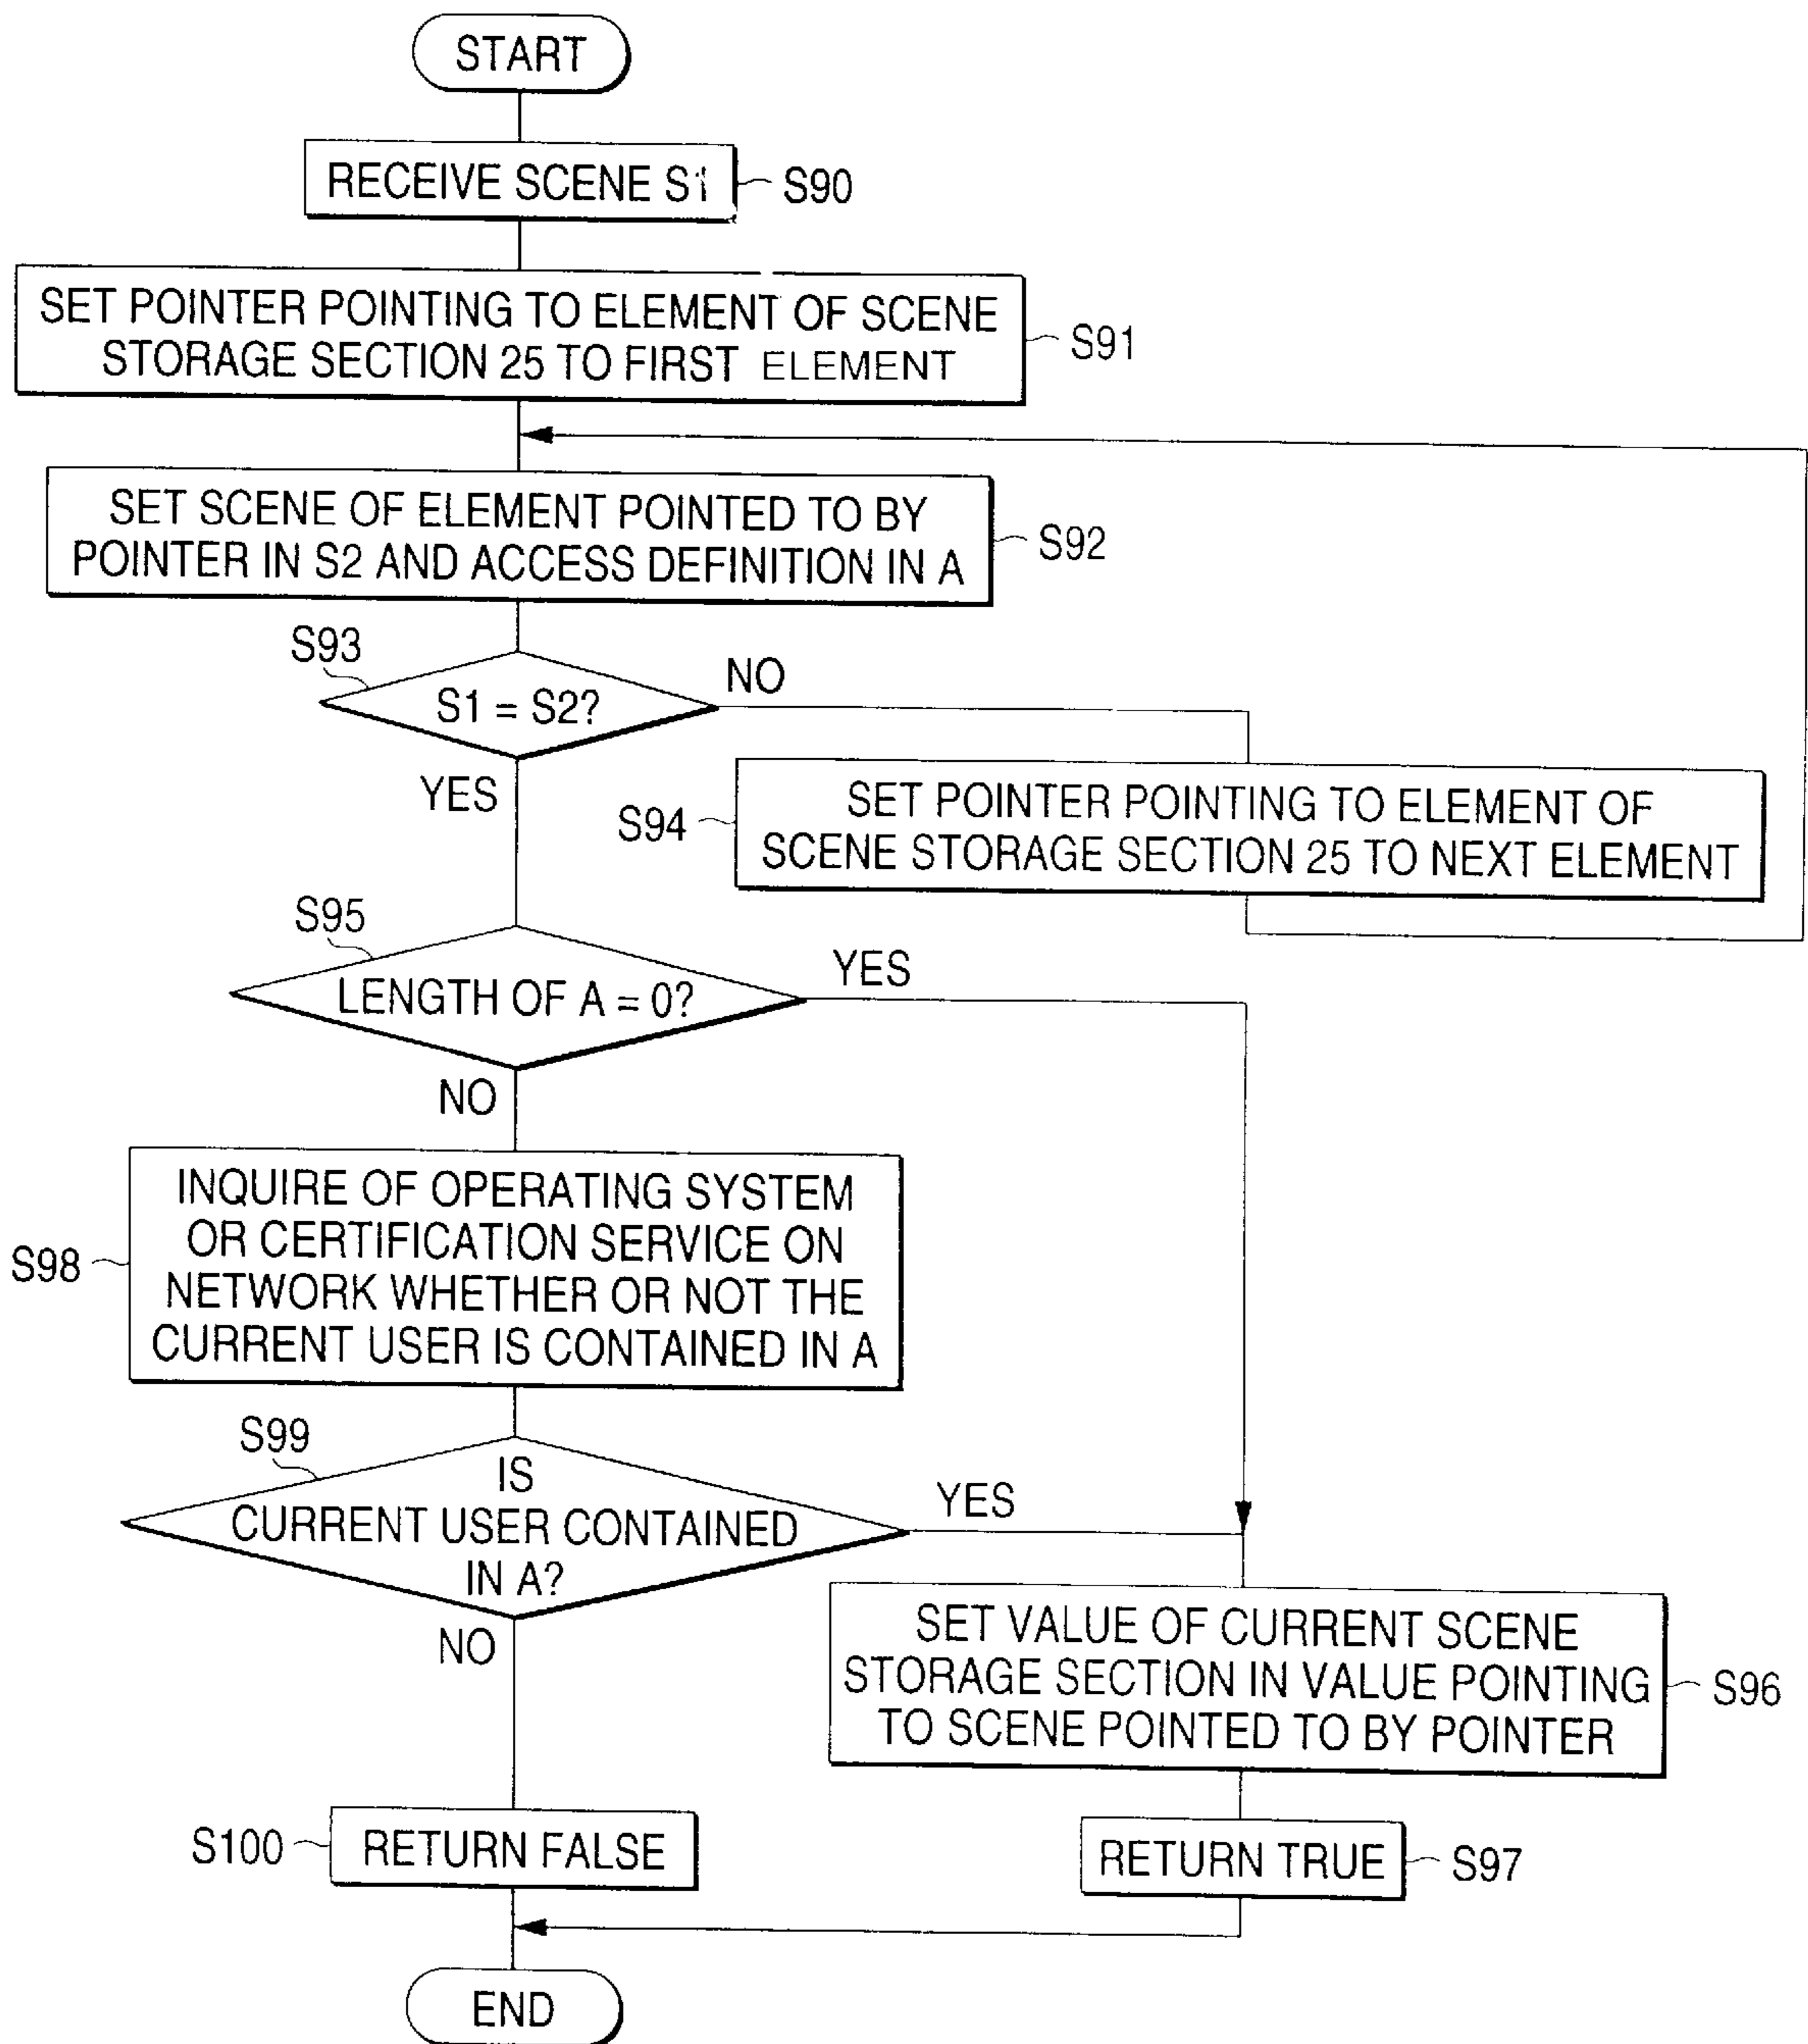 START
RECEIVE SCENE S1
S90
SET POINTER POINTING TO ELEMENT OF SCENE
STORAGE SECTION 25 TO FIRST ELEMENT
S91
SET SCENE OF ELEMENT POINTED TO BY
POINTER IN S2 AND ACCESS DEFINITION IN A
S92
S93
S1 = S2?
NO
YES
S94
SET POINTER POINTING TO ELEMENT OF
SCENE STORAGE SECTION 25 TO NEXT ELEMENT
S95
LENGTH OF A = 0?
YES
NO
S98
INQUIRE OF OPERATING SYSTEM
OR CERTIFICATION SERVICE ON
NETWORK WHETHER OR NOT THE
CURRENT USER IS CONTAINED IN A
S99
IS
CURRENT USER CONTAINED
IN A?
YES
NO
SET VALUE OF CURRENT SCENE
STORAGE SECTION IN VALUE POINTING
TO SCENE POINTED TO BY POINTER
S96
S100
RETURN FALSE
RETURN TRUE
S97
END